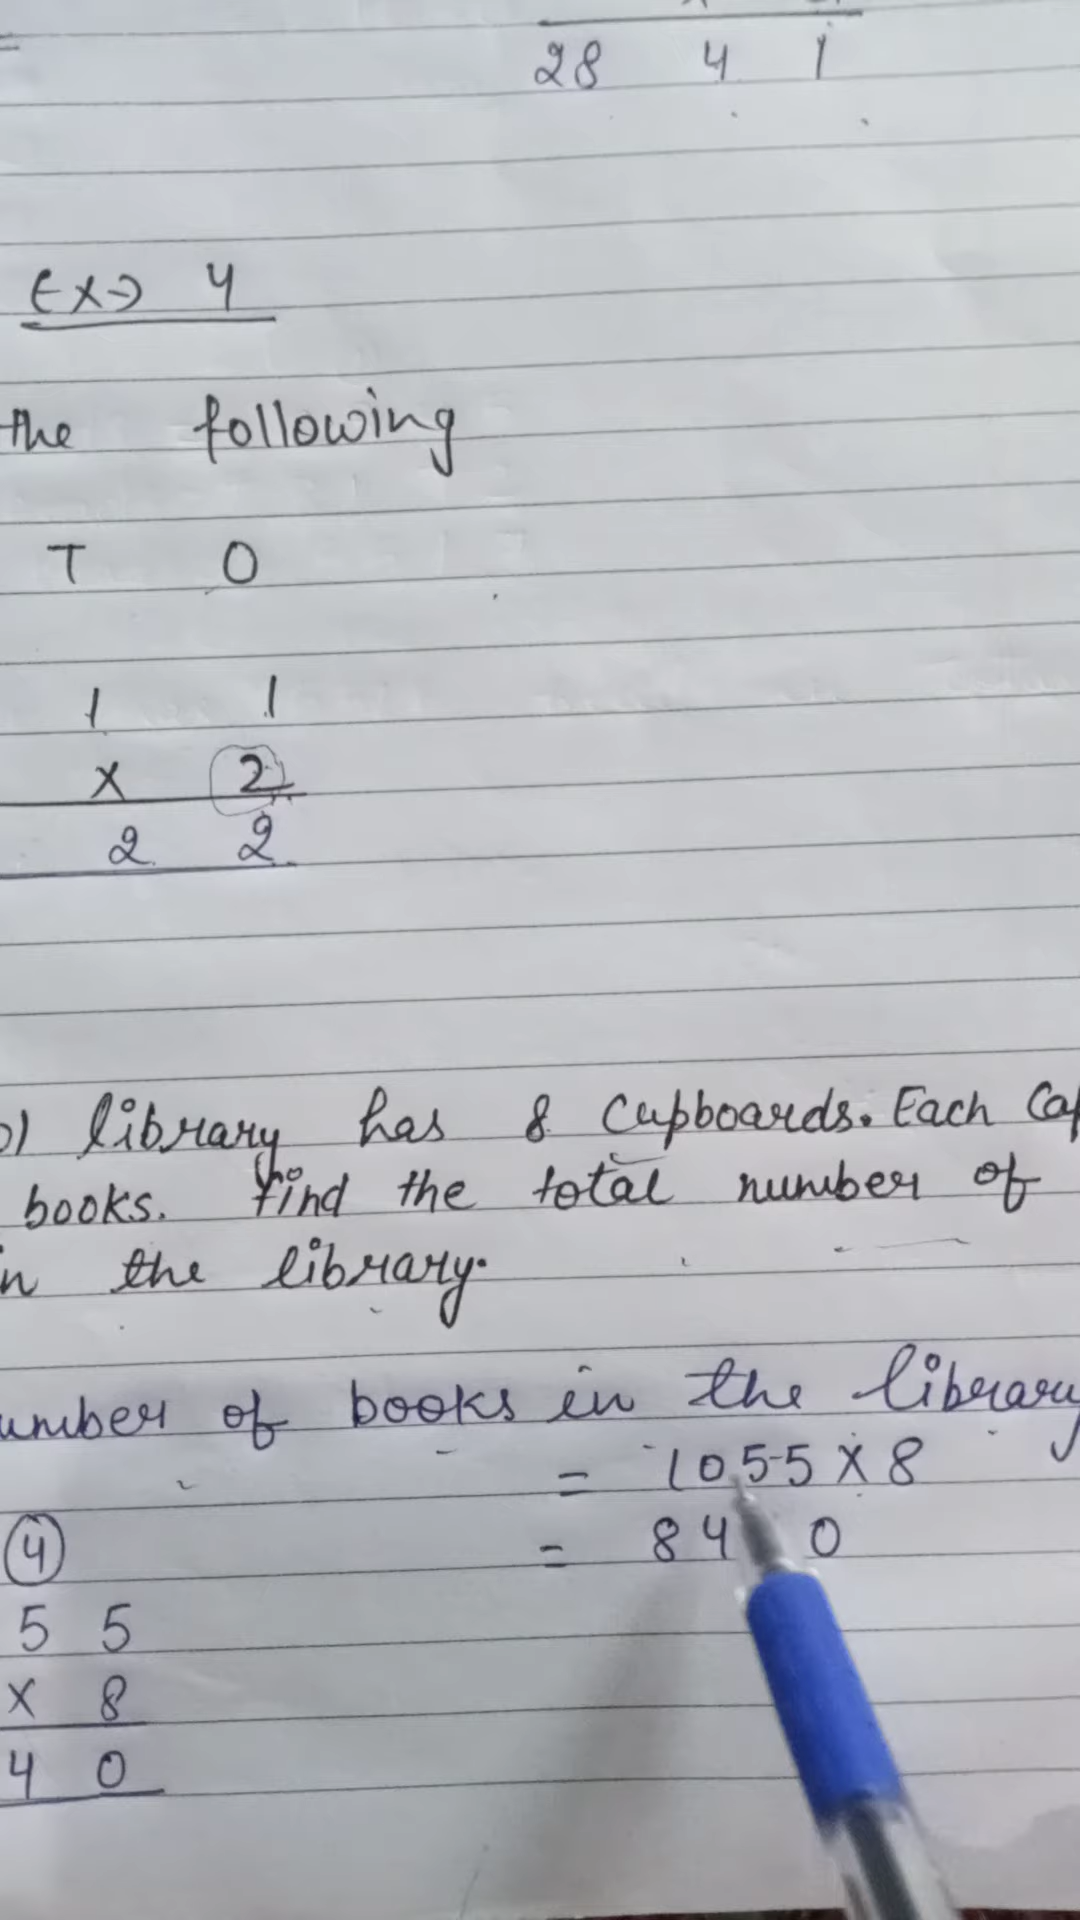 28 4 1
Ex→ 4
the following
T O
1 1
x 2
2 2
library has 8 Cupboards. Each
books. find the total number of
the library.
of books in the library
= 1055 x 8
4
= 84 0
5 5
x 8
4 0